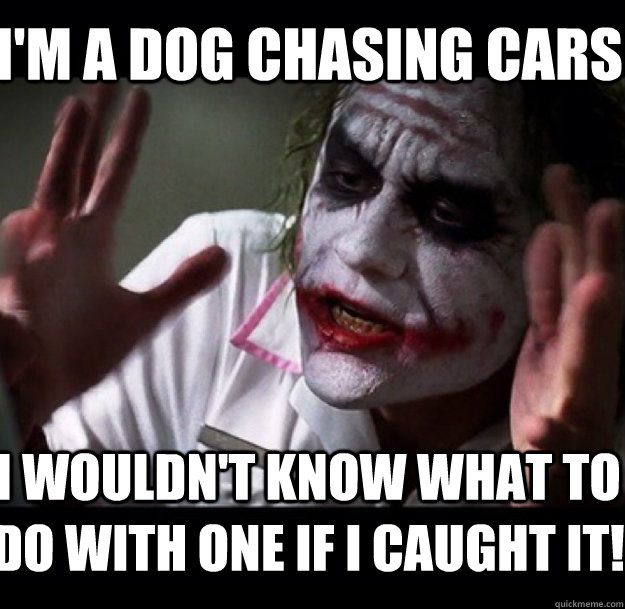 I'M A DOG CHASING CARS
I WOULDN'T KNOW WHAT TO
DO WITH ONE IF I CAUGHT IT!
quickmeme.com